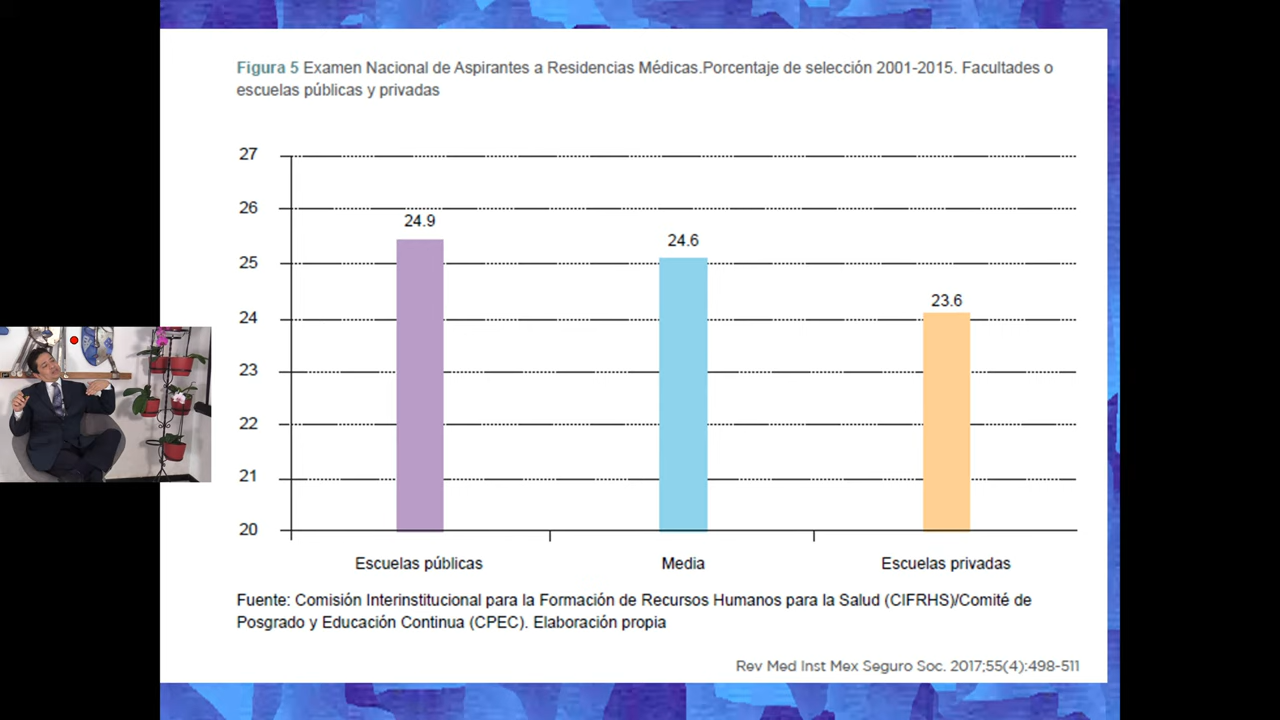 Figura 5 Examen Nacional de Aspirantes a Residencias Médicas.Porcentaje de selección 2001-2015. Facultades o
escuelas públicas y privadas
27
26
25
24
23
22
21
20
24.9
24.6
23.6
Escuelas públicas
Media
Escuelas privadas
Fuente: Comisión Interinstitucional para la Formación de Recursos Humanos para la Salud (CIFRHS)/Comité de
Posgrado y Educación Continua (CPEC). Elaboración propia
Rev Med Inst Mex Seguro Soc. 2017;55(4):498-511